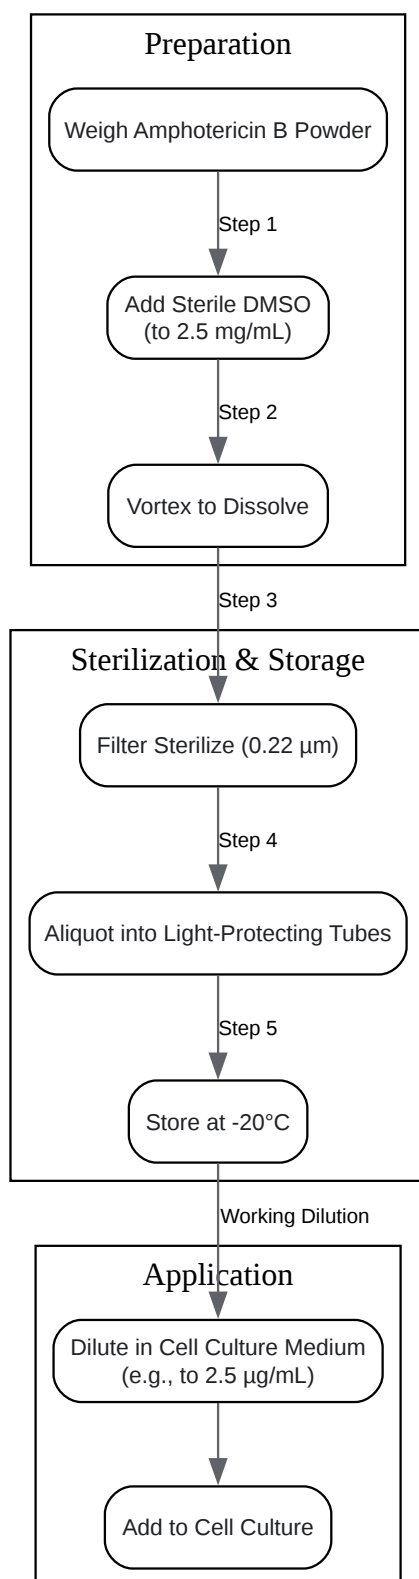 Preparation
Weigh Amphotericin B Powder
Step 1
Add Sterile DMSO
(to 2.5 mg/mL)
Step 2
Vortex to Dissolve
Step 3
Sterilization & Storage
Filter Sterilize (0.22 µm)
Step 4
Aliquot into Light-Protecting Tubes
Step 5
Store at -20°C
Working Dilution
Application
Dilute in Cell Culture Medium
(e.g., to 2.5 µg/mL)
Add to Cell Culture